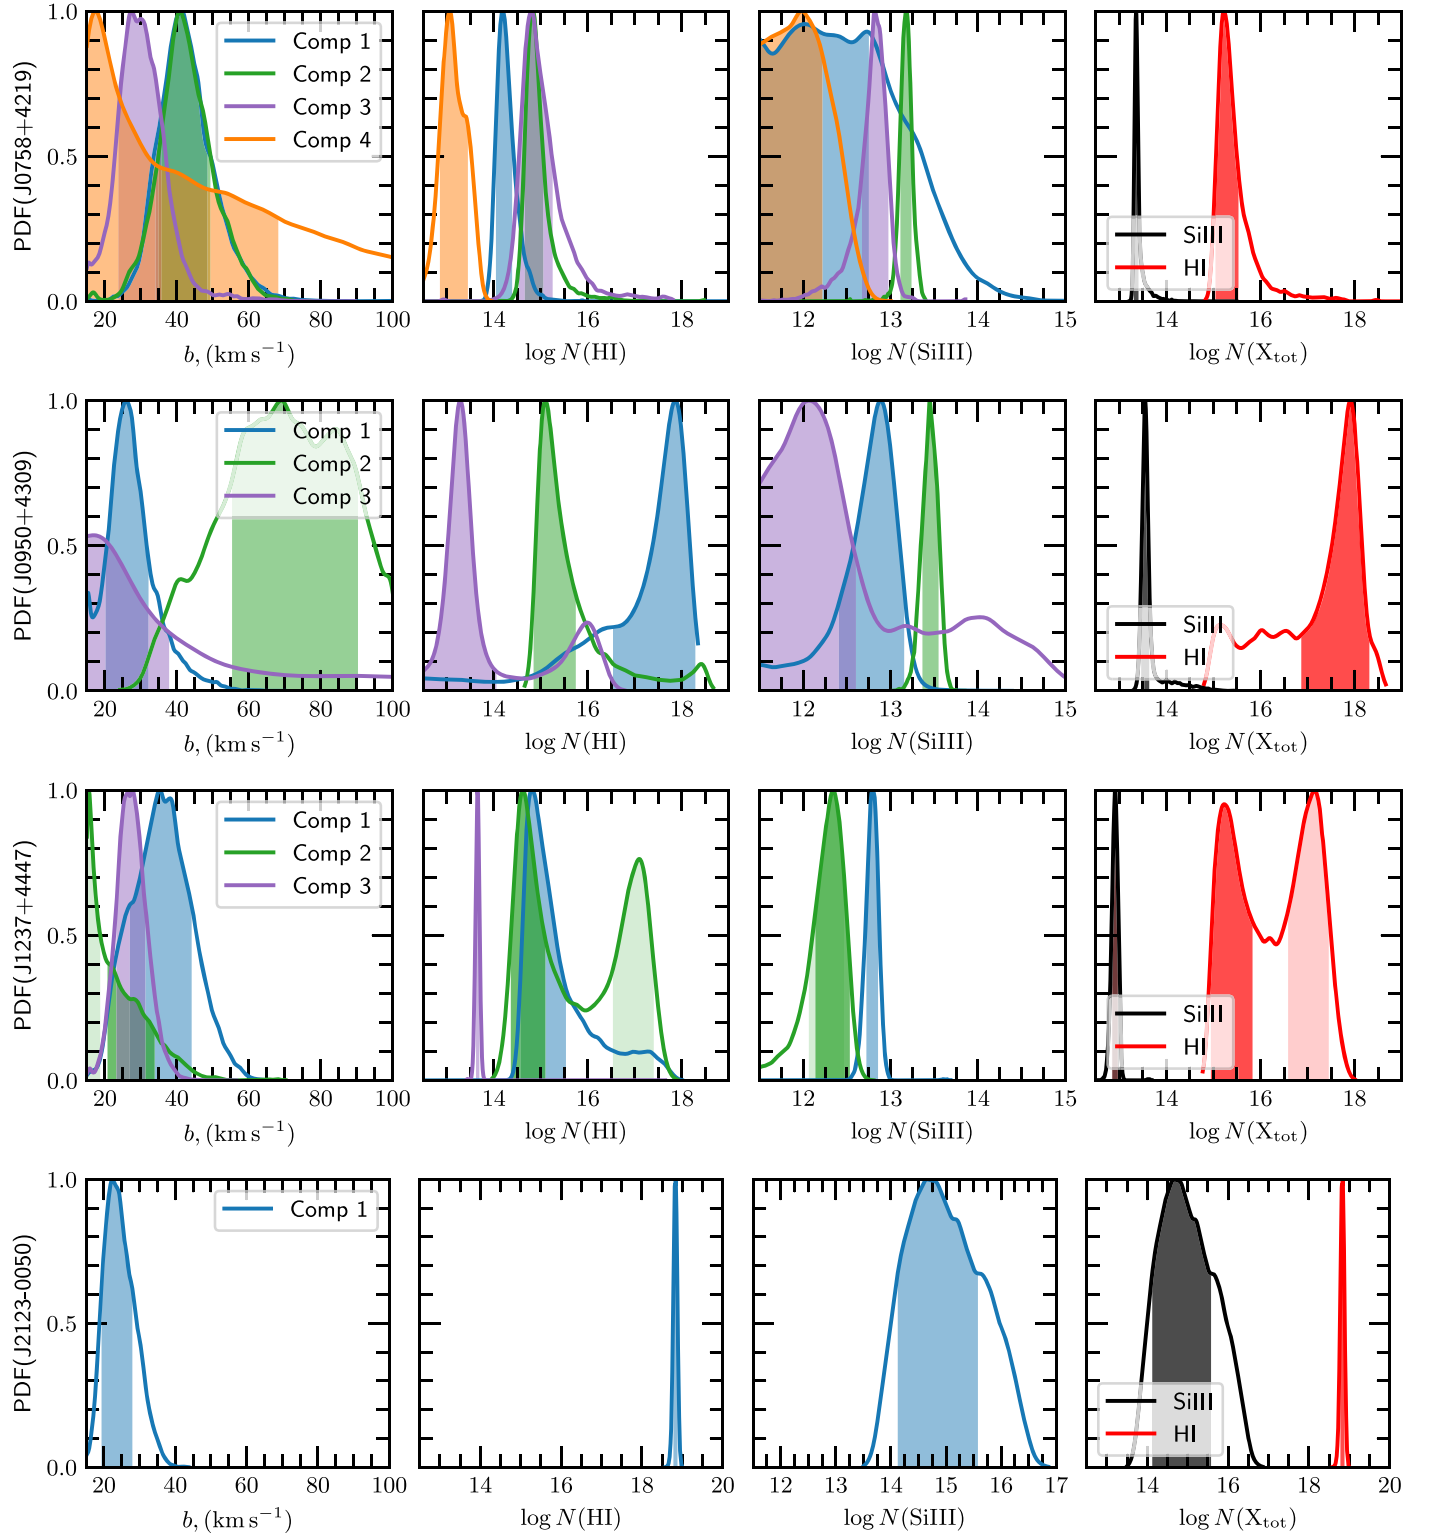 PDF(J0758+4219)
1.0
0.5
0.0
Comp 1
Comp 2
Comp 3
Comp 4
SiIII
HI
20 40 60 80 100
14 16 18
12 13 14 15
14 16 18
b, (km s−1)
log N(HI)
log N(SiIII)
log N(Xtot)
PDF(J0950+4309)
1.0
0.5
0.0
Comp 1
Comp 2
Comp 3
SiIII
HI
20 40 60 80 100
14 16 18
12 13 14 15
14 16 18
b, (km s−1)
log N(HI)
log N(SiIII)
log N(Xtot)
PDF(J1237+4447)
1.0
0.5
0.0
Comp 1
Comp 2
Comp 3
SiIII
HI
20 40 60 80 100
14 16 18
12 13 14 15
14 16 18
b, (km s−1)
log N(HI)
log N(SiIII)
log N(Xtot)
PDF(J2123-0050)
1.0
0.5
0.0
Comp 1
SiIII
HI
20 40 60 80 100
14 16 18 20
12 13 14 15 16 17
14 16 18 20
b, (km s−1)
log N(HI)
log N(SiIII)
log N(Xtot)